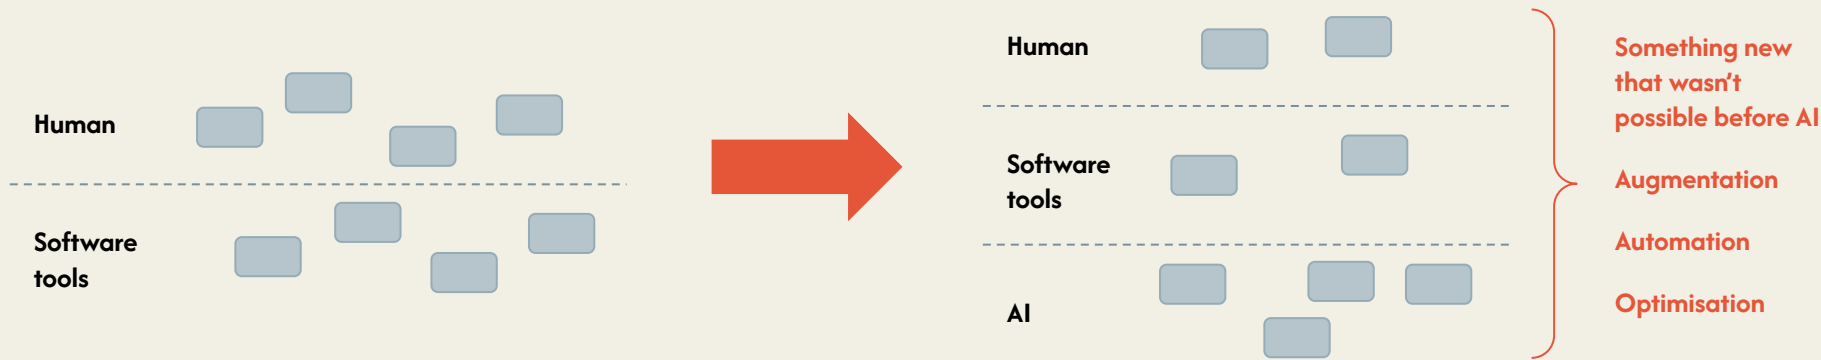 Human
Software
tools
Human
Software
tools
AI
Something new
that wasn't
possible before AI
Augmentation
Automation
Optimisation